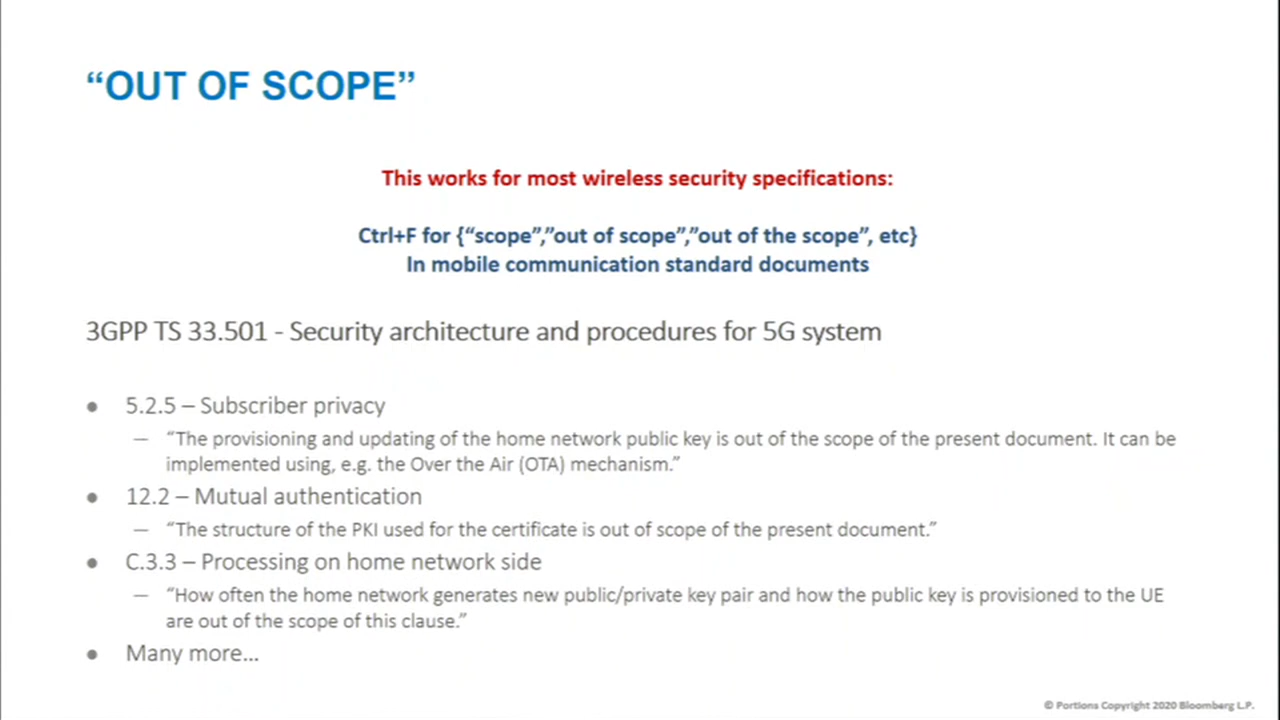 “OUT OF SCOPE”
This works for most wireless security specifications:
Ctrl+F for {“scope”,”out of scope”,”out of the scope”, etc}
In mobile communication standard documents
3GPP TS 33.501 - Security architecture and procedures for 5G system
● 5.2.5 – Subscriber privacy
– “The provisioning and updating of the home network public key is out of the scope of the present document. It can be
implemented using, e.g. the Over the Air (OTA) mechanism.”
● 12.2 – Mutual authentication
– “The structure of the PKI used for the certificate is out of scope of the present document.”
● C.3.3 – Processing on home network side
– “How often the home network generates new public/private key pair and how the public key is provisioned to the UE
are out of the scope of this clause.”
● Many more…
© Portions Copyright 2020 Bloomberg L.P.